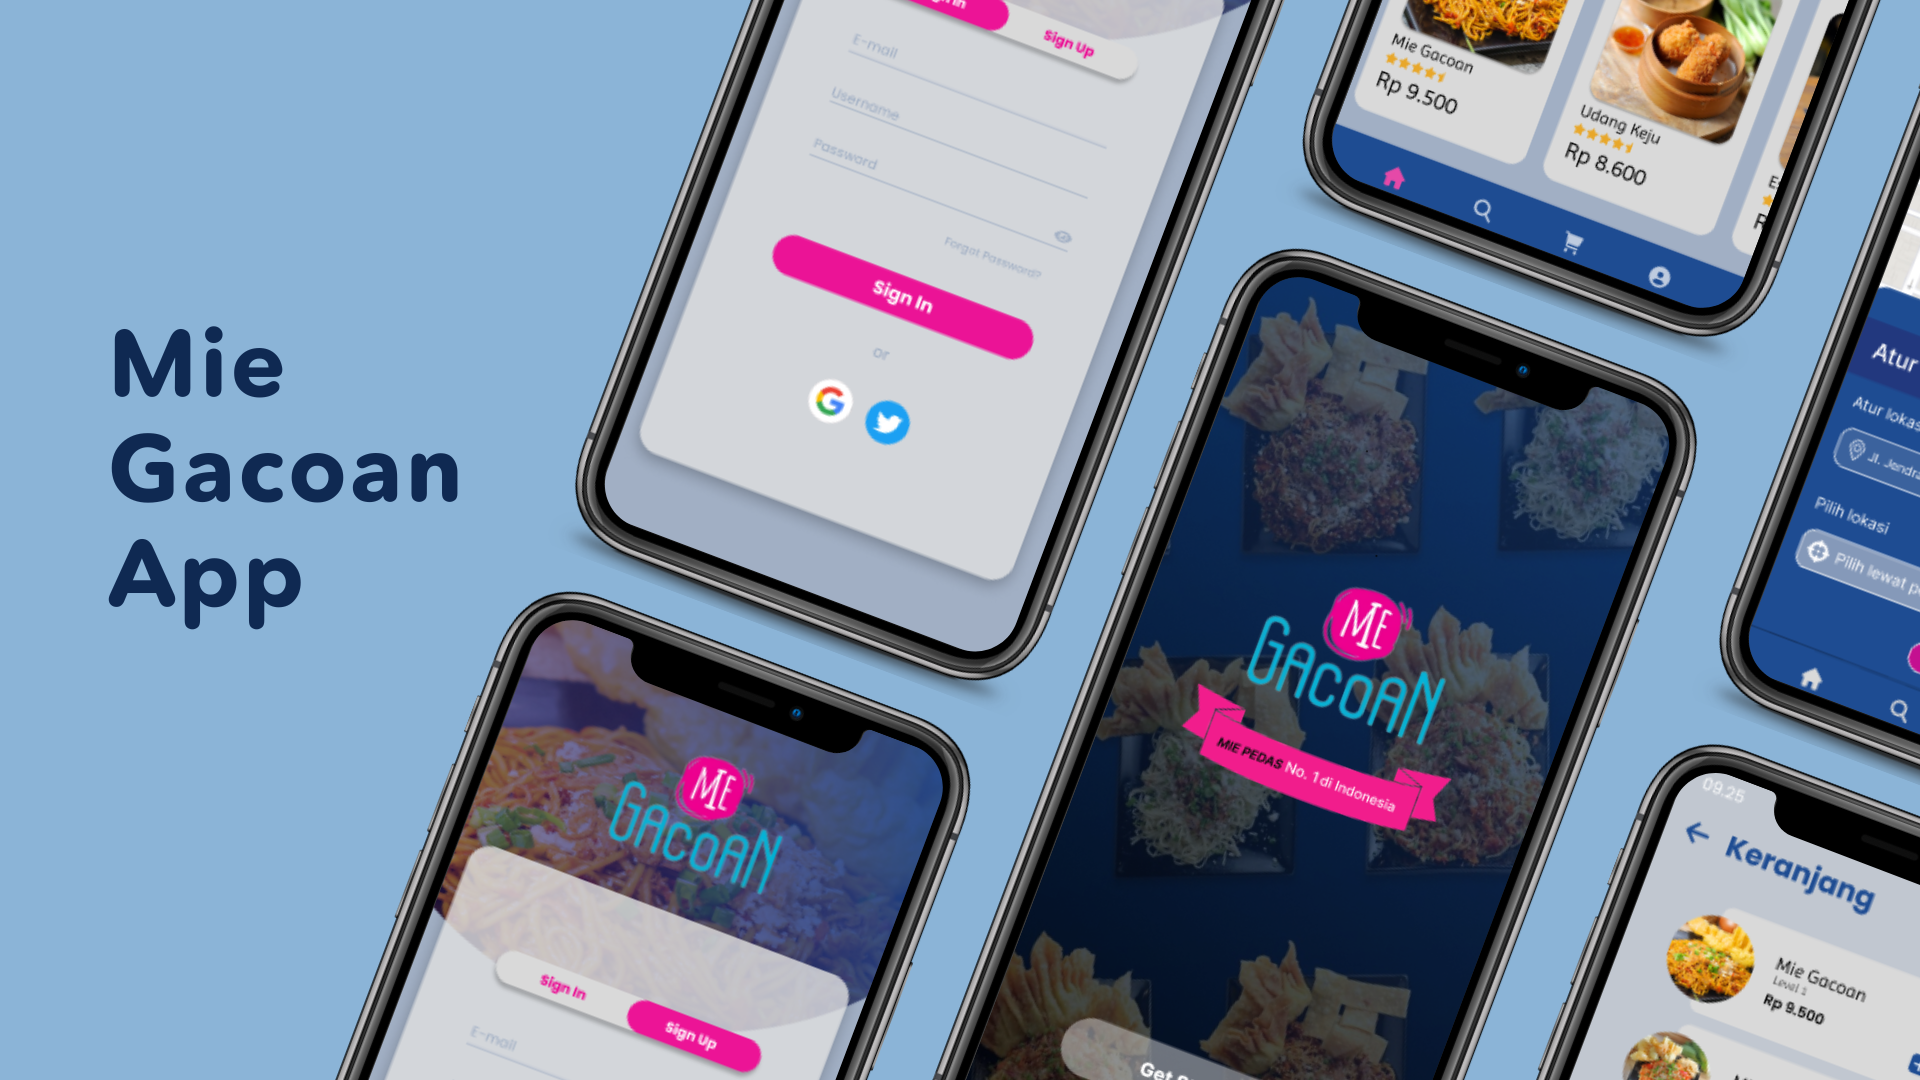 Mie
Gacoan
App
Sign Up
E-mail
Username
Password
Forgot Password?
Sign In
or
Mie Gacoan
Rp 9.500
Udang Keju
Rp 8.600
Atur
Pilih lokasi
MIE
GACOAN
MIE PEDAS No. 1 di Indonesia
MIE
GACOAN
Sign In
Sign Up
E-mail
09.25
Keranjang
Mie Gacoan
Level 1
Rp 9.500